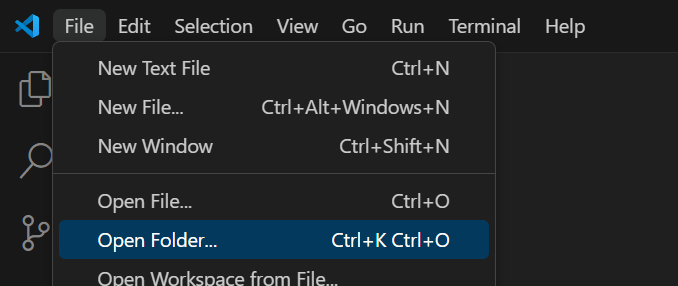 File Edit Selection View Go Run Terminal Help
New Text File Ctrl+N
New File... Ctrl+Alt+Windows+N
New Window Ctrl+Shift+N
Open File... Ctrl+O
Open Folder... Ctrl+K Ctrl+O
Open Workspace from File...